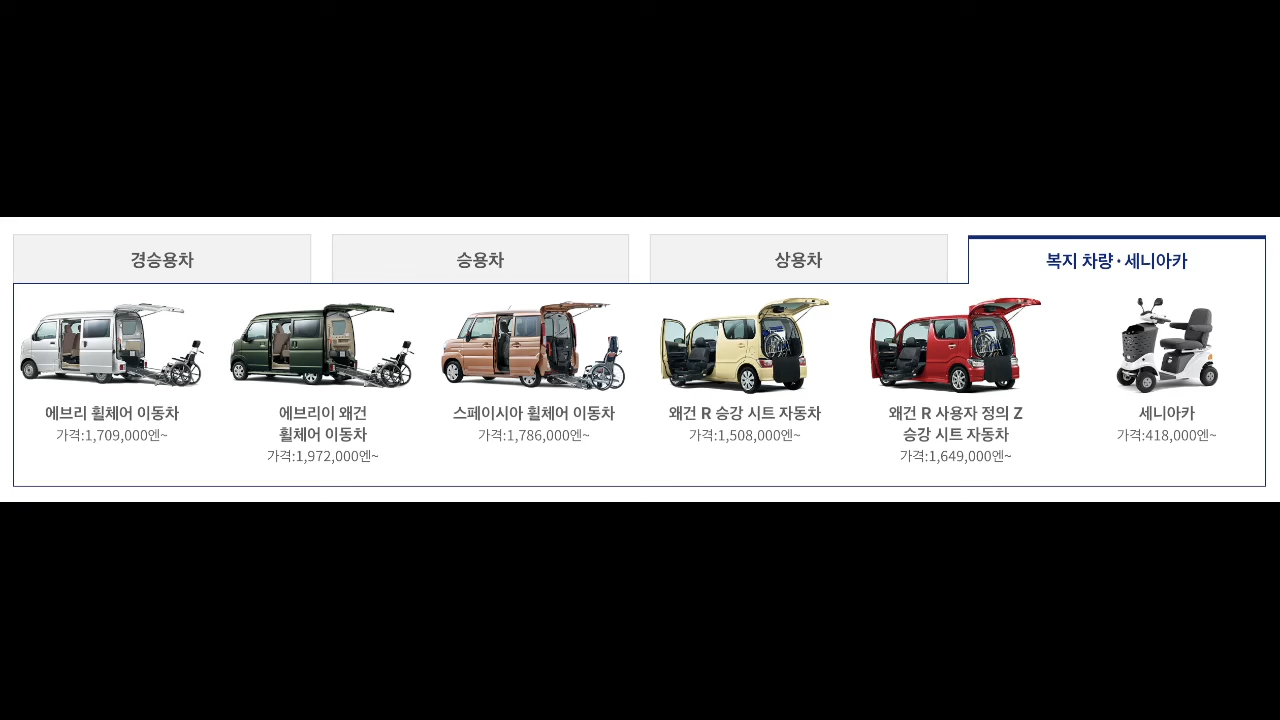 경승용차
승용차
상용차
복지 차량·세니아카
에브리 휠체어 이동차
가격:1,709,000엔~
에브리이 왜건
휠체어 이동차
가격:1,972,000엔~
스페이시아 휠체어 이동차
가격:1,786,000엔~
왜건 R 승강 시트 자동차
가격:1,508,000엔~
왜건 R 사용자 정의 Z
승강 시트 자동차
가격:1,649,000엔~
세니아카
가격:418,000엔~